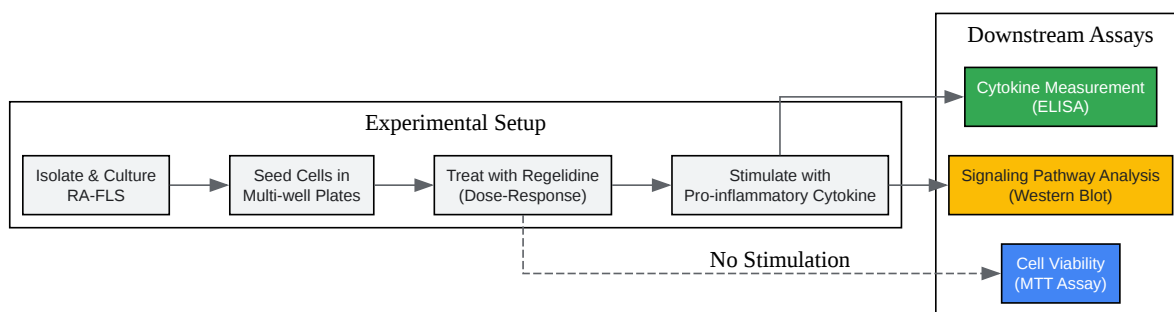 Downstream Assays
Cytokine Measurement
(ELISA)
Experimental Setup
Isolate & Culture
RA-FLS
Seed Cells in
Multi-well Plates
Treat with Regelidine
(Dose-Response)
Stimulate with
Pro-inflammatory Cytokine
Signaling Pathway Analysis
(Western Blot)
No Stimulation
Cell Viability
(MTT Assay)